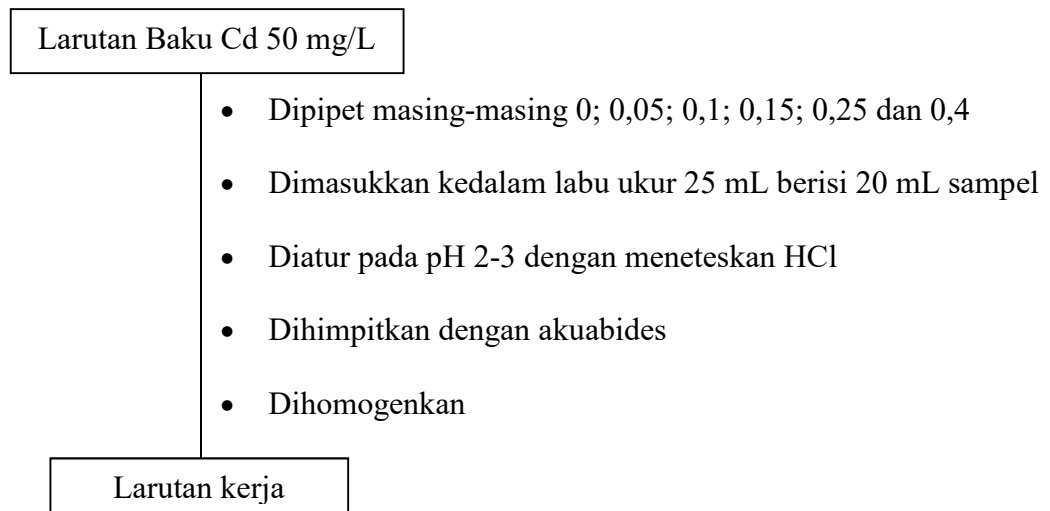 Larutan Baku Cd 50 mg/L
• Dipipet masing-masing 0; 0,05; 0,1; 0,15; 0,25 dan 0,4
• Dimasukkan kedalam labu ukur 25 mL berisi 20 mL sampel
• Diatur pada pH 2-3 dengan meneteskan HCl
• Dihimpitkan dengan akuabides
• Dihomogenkan
Larutan kerja